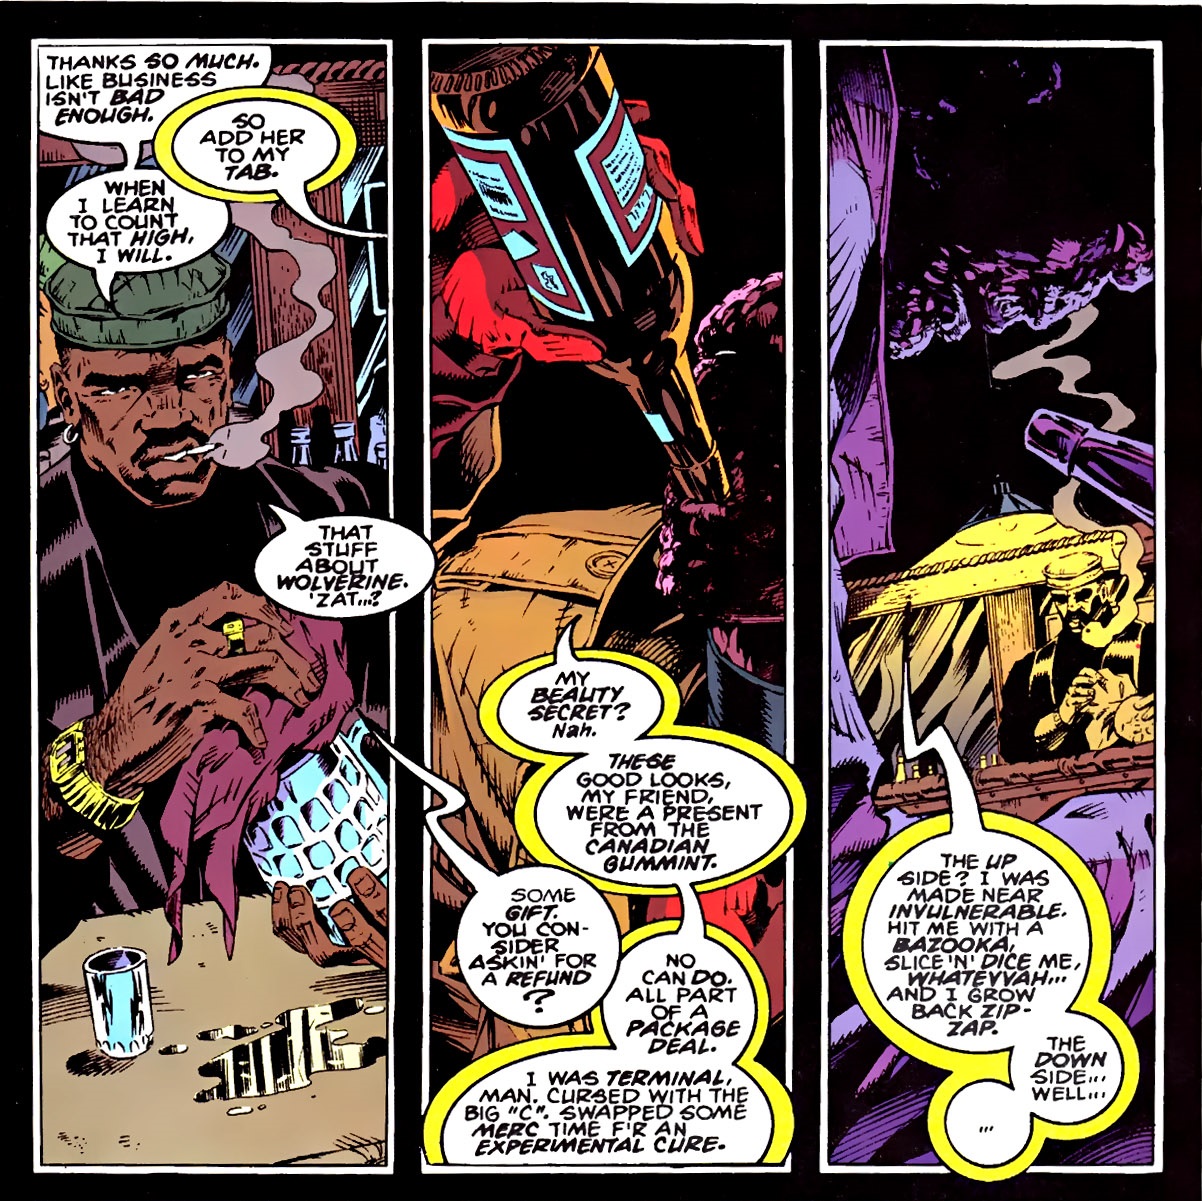 THANKS SO MUCH.
LIKE BUSINESS
ISN'T BAD
ENOUGH.
SO
ADD HER
TO MY
TAB.
WHEN
I LEARN
TO COUNT
THAT HIGH,
I WILL.
THAT
STUFF
ABOUT
WOLVERINE.
'ZAT...?
MY
BEAUTY
SECRET?
Nah.
THESE
GOOD LOOKS,
MY FRIEND,
WERE A PRESENT
FROM THE
CANADIAN
GUMMINT.
SOME
GIFT.
YOU CON-
SIDER
ASKIN' FOR
A REFUND
?
NO
CAN DO.
ALL PART
OF A
PACKAGE
DEAL.
I WAS TERMINAL,
MAN. CURSED WITH THE
BIG "C". SWAPPED SOME
MERC TIME F'R AN
EXPERIMENTAL CURE.
THE UP
SIDE? I WAS
MADE NEAR
INVULNERABLE.
HIT ME WITH A
BAZOOKA,
SLICE 'N' DICE ME,
WHATEVVAH...
AND I GROW
BACK ZIP-
ZAP.
THE
DOWN
SIDE...
WELL...
...